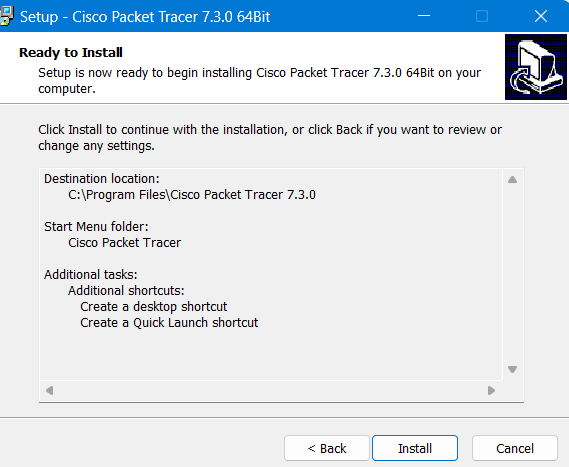 Setup - Cisco Packet Tracer 7.3.0 64Bit
Ready to Install
Setup is now ready to begin installing Cisco Packet Tracer 7.3.0 64Bit on your
computer.
Click Install to continue with the installation, or click Back if you want to review or
change any settings.
Destination location:
C:\Program Files\Cisco Packet Tracer 7.3.0
Start Menu folder:
Cisco Packet Tracer
Additional tasks:
Additional shortcuts:
Create a desktop shortcut
Create a Quick Launch shortcut
< Back
Install
Cancel